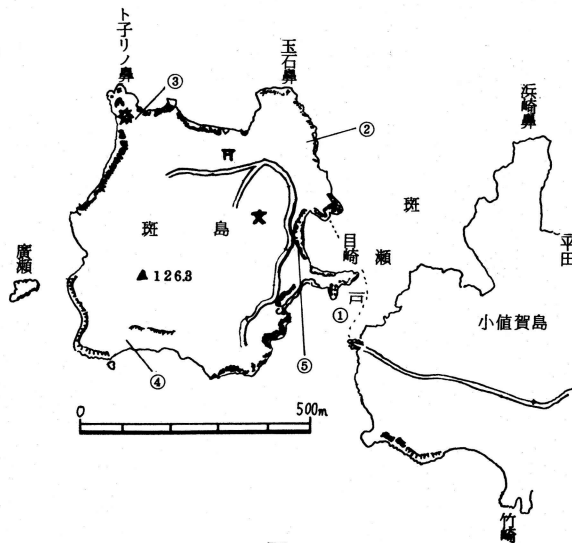 ト子リノ鼻
③
玉石鼻
②
浜崎鼻
斑島
斑瀬戸
目崎
平田
廣瀬
126.8
①
小値賀島
④
⑤
0 500m
竹崎